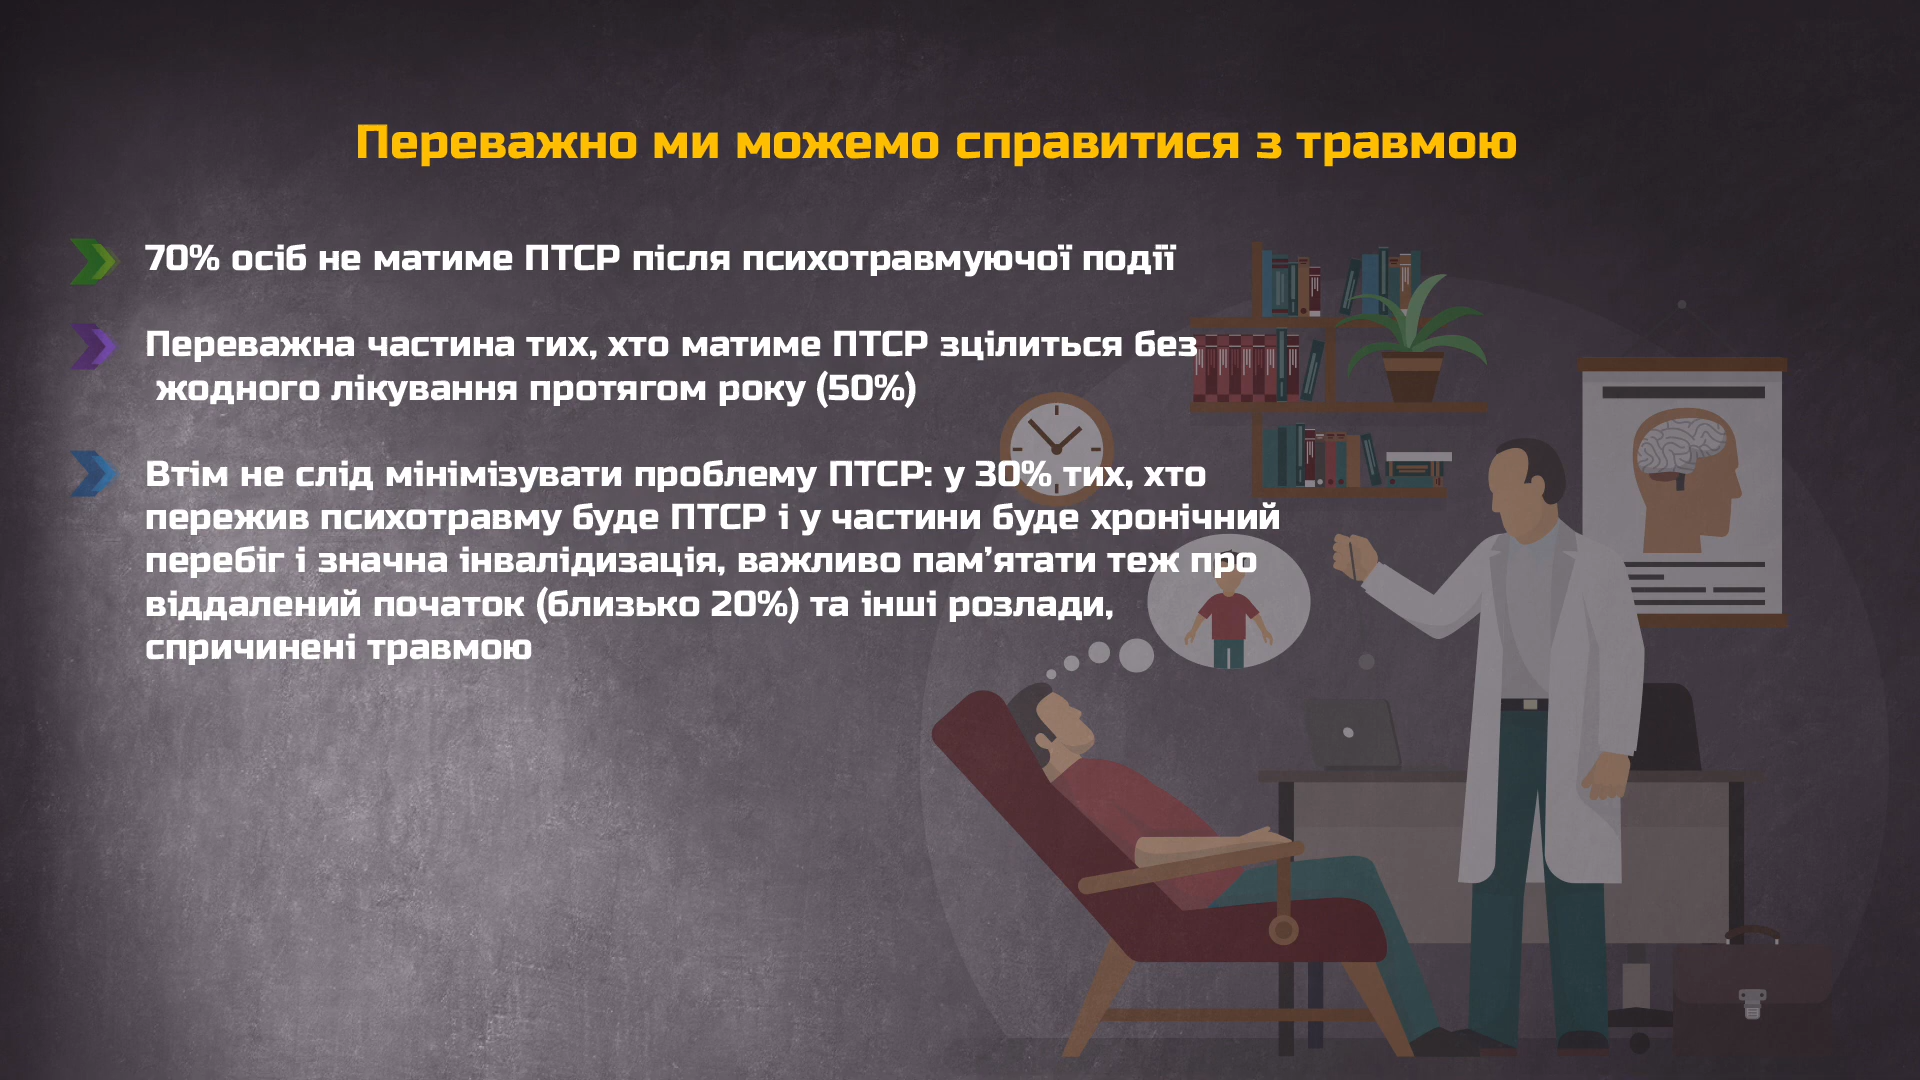 Переважно ми можемо справитися з травмою
70% осіб не матиме ПТСР після психотравмуючої події
Переважна частина тих, хто матиме ПТСР зцілиться без
жодного лікування протягом року (50%)
Втім не слід мінімізувати проблему ПТСР: у 30% тих, хто
пережив психотравму буде ПТСР і у частини буде хронічний
перебіг і значна інвалідизація, важливо пам’ятати теж про
віддалений початок (близько 20%) та інші розлади,
спричинені травмою